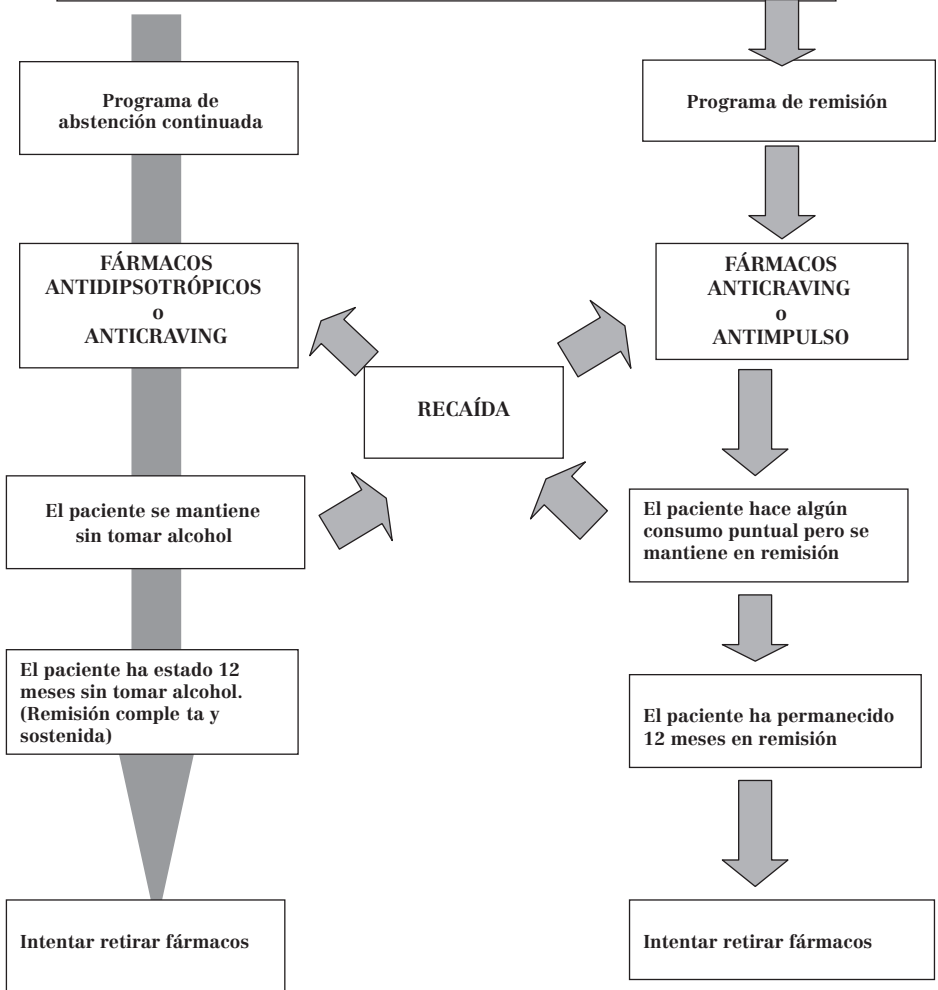 Programa de
abstención continuada
Programa de remisión
FÁRMACOS
ANTIDIPSOTRÓPICOS
o
ANTICRAVING
FÁRMACOS
ANTICRAVING
o
ANTIMPULSO
RECAÍDA
El paciente se mantiene
sin tomar alcohol
El paciente hace algún
consumo puntual pero se
mantiene en remisión
El paciente ha estado 12
meses sin tomar alcohol.
(Remisión comple ta y
sostenida)
El paciente ha permanecido
12 meses en remisión
Intentar retirar fármacos
Intentar retirar fármacos